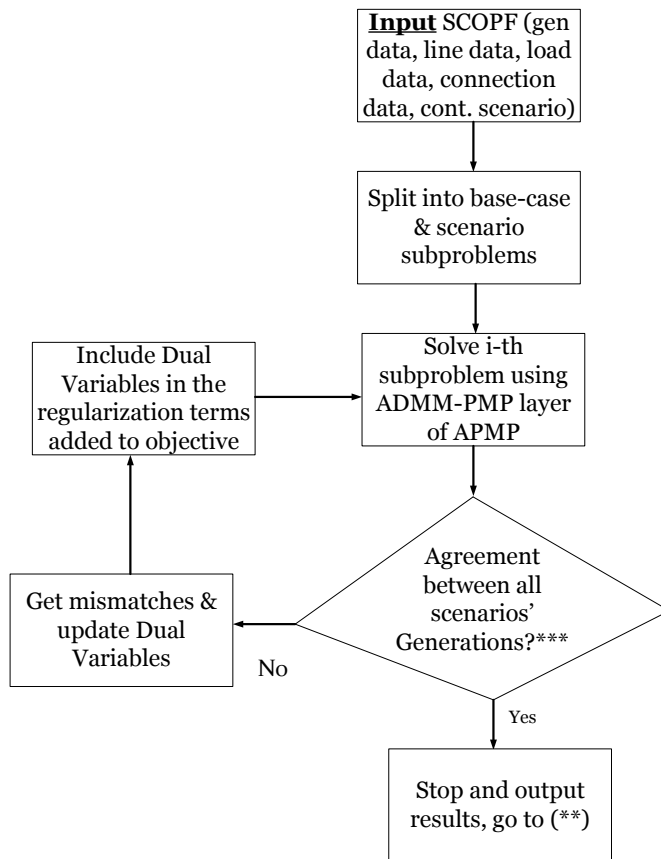 Input SCOPF (gen
data, line data, load
data, connection
data, cont. scenario)
Split into base-case
& scenario
subproblems
Include Dual
Variables in the
regularization terms
added to objective
Solve i-th
subproblem using
ADMM-PMP layer
of APMP
Agreement
between all
scenarios’
Generations?***
Get mismatches &
update Dual
Variables
No
Yes
Stop and output
results, go to (**)